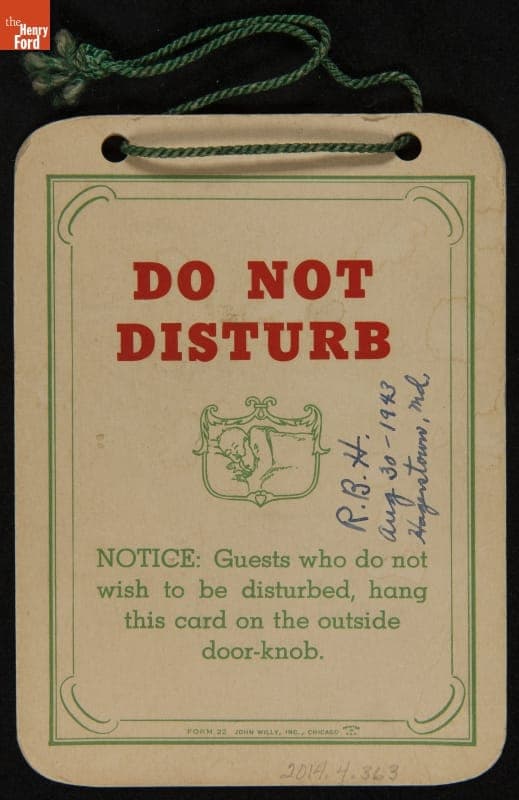 the
Henry
Ford
DO NOT
DISTURB
R.B.H.
Aug 30-1943
Hagerstown, Md.
NOTICE: Guests who do not
wish to be disturbed, hang
this card on the outside
door-knob.
FORM 22 JOHN WILLY, INC., CHICAGO
2014.4.363